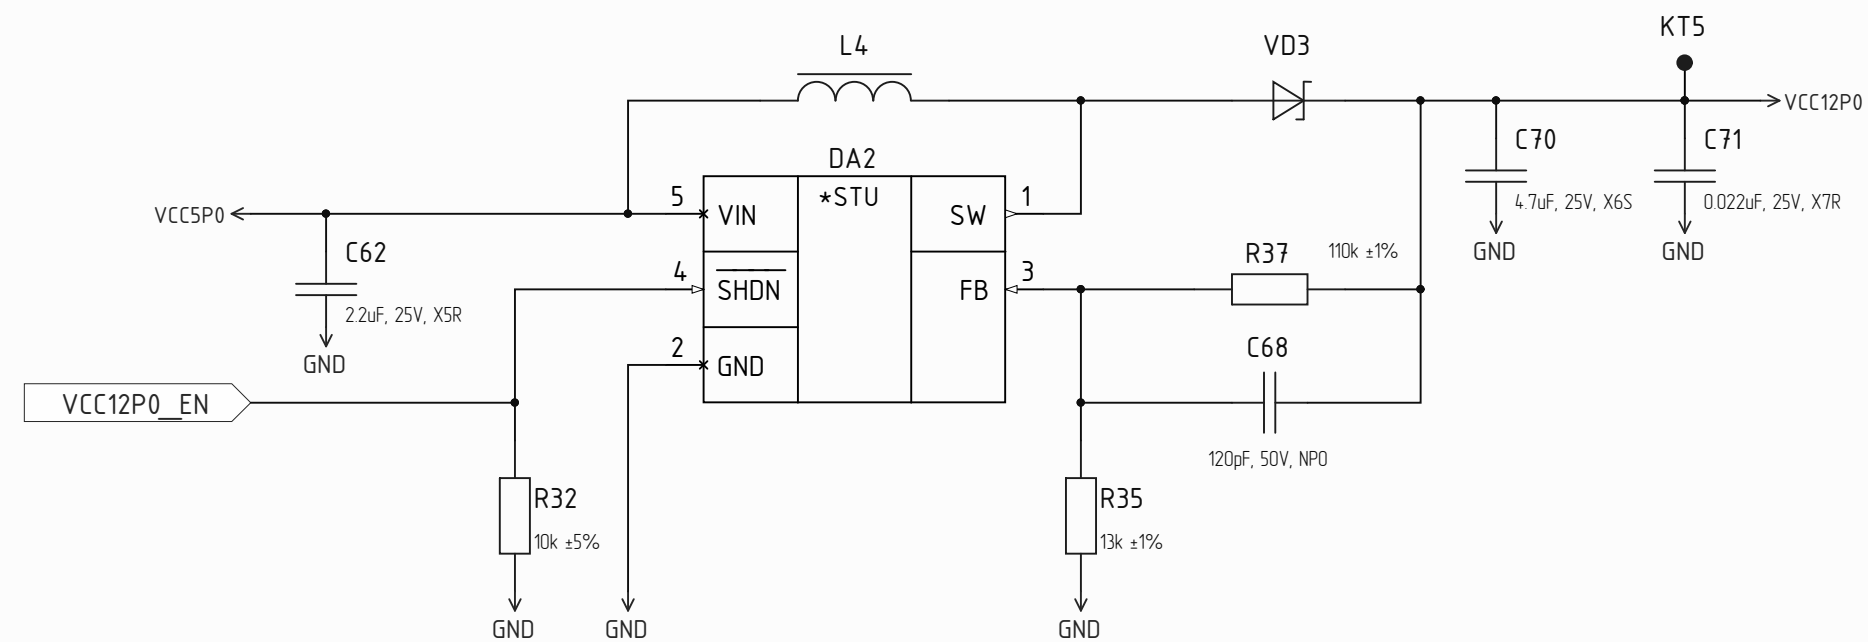 KT5
L4
VD3
VCC12P0
C70
C71
DA2
5
*STU
1
4.7uF, 25V, X6S
0.022uF, 25V, X7R
VCC5P0
VIN
SW
C62
4
R37
110k ±1%
3
GND
GND
SHDN
FB
2.2uF, 25V, X5R
2
C68
GND
GND
VCC12P0_EN
120pF, 50V, NP0
R32
R35
10k ±5%
13k ±1%
GND
GND
GND